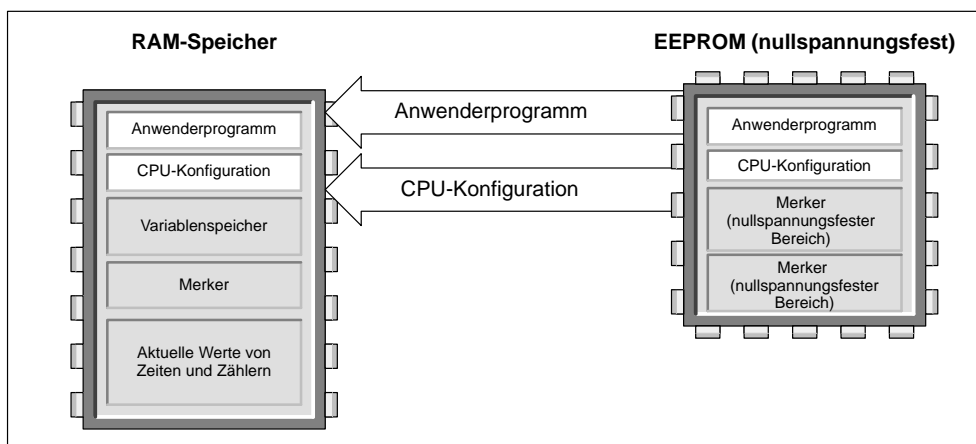 RAM-Speicher
EEPROM (nullspannungsfest)
Anwenderprogramm
CPU-Konfiguration
Variablenspeicher
Merker
Aktuelle Werte von
Zeiten und Zählern
Anwenderprogramm
CPU-Konfiguration
Anwenderprogramm
CPU-Konfiguration
Merker
(nullspannungsfester
Bereich)
Merker
(nullspannungsfester
Bereich)